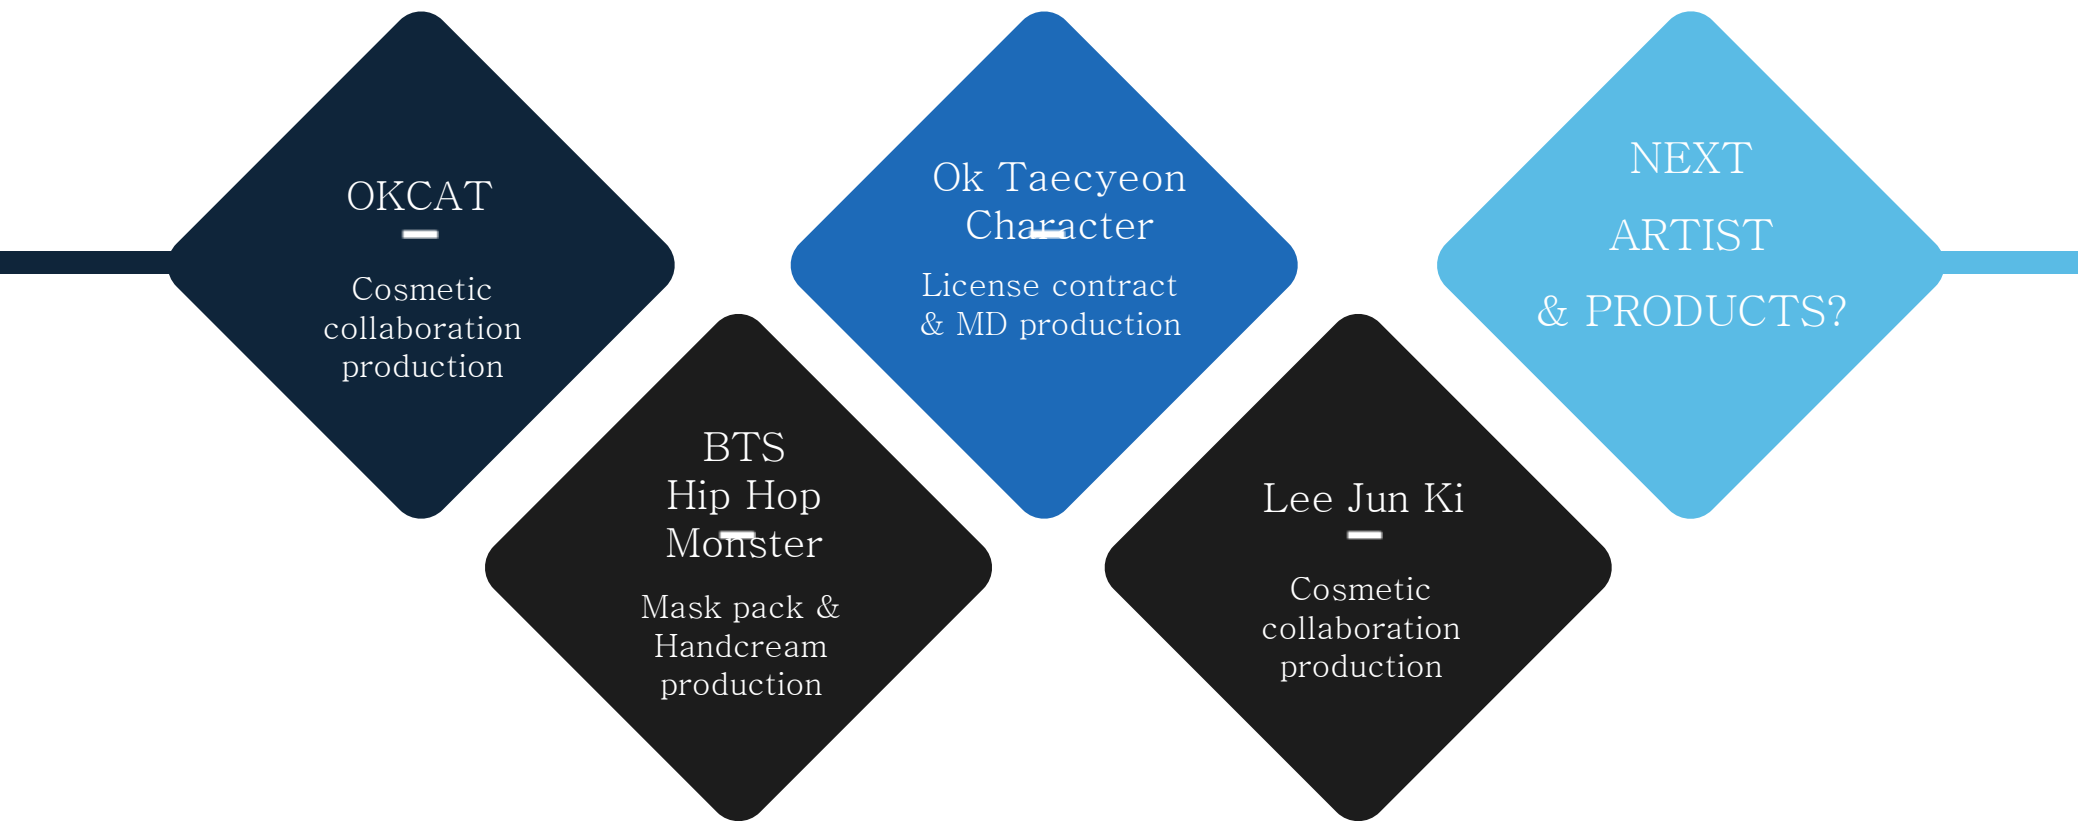 OKCAT
Cosmetic
collaboration
production
BTS
Hip Hop
Monster
Mask pack &
Handcream
production
Ok Taecyeon
Character
License contract
& MD production
Lee Jun Ki
Cosmetic
collaboration
production
NEXT
ARTIST
& PRODUCTS?